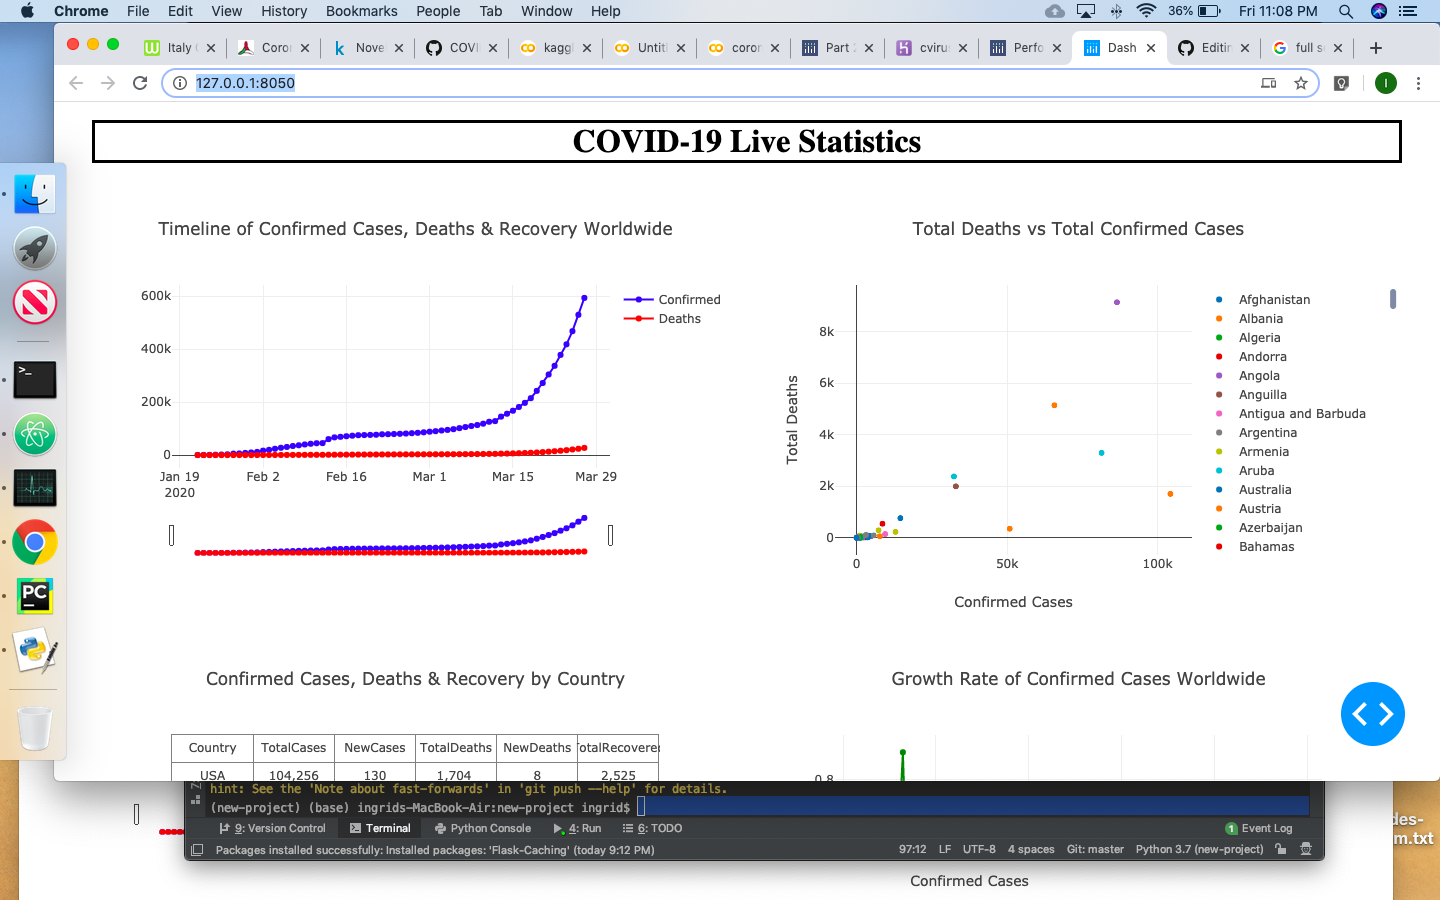 Chrome File Edit View History Bookmarks People Tab Window Help 36% Fri 11:08 PM
Italy Coron Nove COVI kaggl Untit coron Part 2 cviru Perfo Dash Editin full s
127.0.0.1:8050
I
COVID-19 Live Statistics
Timeline of Confirmed Cases, Deaths & Recovery Worldwide
600k
400k
200k
0
Jan 19
2020
Feb 2
Feb 16
Mar 1
Mar 15
Mar 29
Confirmed
Deaths
Total Deaths vs Total Confirmed Cases
Total Deaths
8k
6k
4k
2k
0
0
50k
100k
Confirmed Cases
Afghanistan
Albania
Algeria
Andorra
Angola
Anguilla
Antigua and Barbuda
Argentina
Armenia
Aruba
Australia
Austria
Azerbaijan
Bahamas
Confirmed Cases, Deaths & Recovery by Country
Country TotalCases NewCases TotalDeaths NewDeaths TotalRecovered
USA 104,256 130 1,704 8 2,525
Growth Rate of Confirmed Cases Worldwide
0.8
>_
PC
hint: See the 'Note about fast-forwards' in 'git push --help' for details.
(new-project) (base) ingrids-MacBook-Air:new-project ingrid$
9: Version Control Terminal Python Console 4: Run 6: TODO 1 Event Log
Packages installed successfully: Installed packages: 'Flask-Caching' (today 9:12 PM) 97:12 LF UTF-8 4 spaces Git: master Python 3.7 (new-project)
Confirmed Cases
des-
m.txt